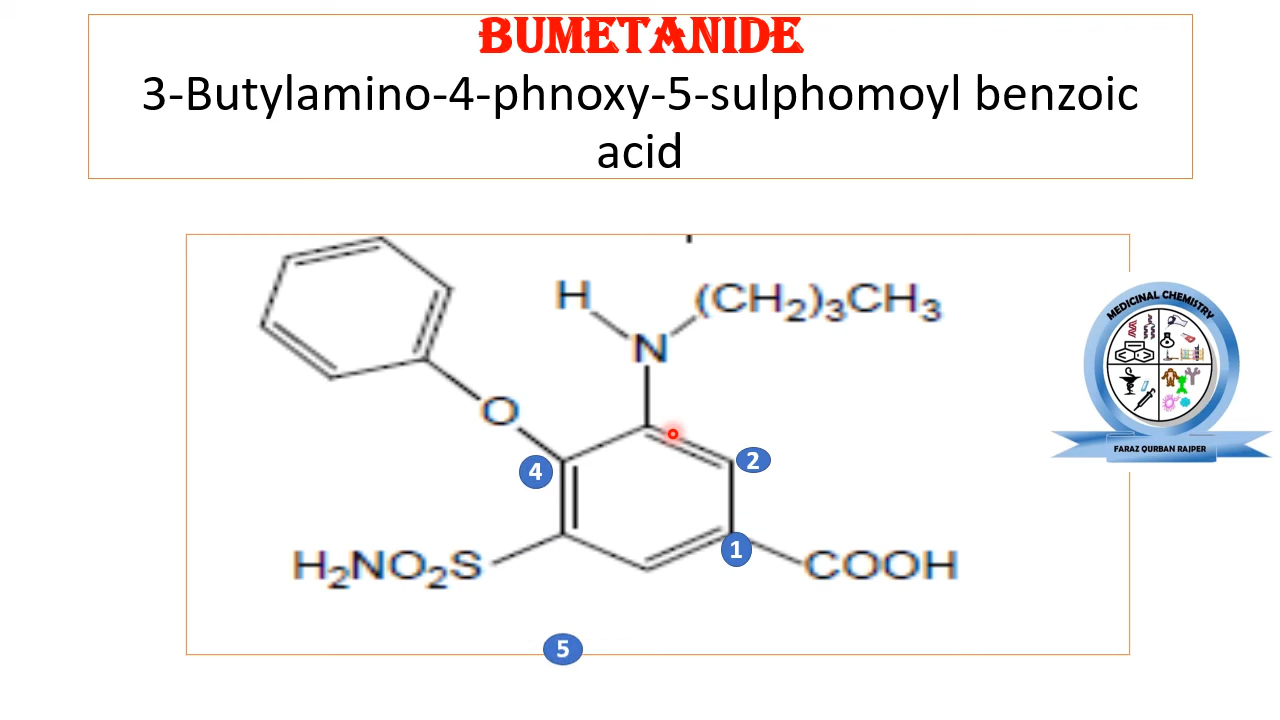 BUMETANIDE
3-Butylamino-4-phnoxy-5-sulphomoyl benzoic
acid
H
(CH₂)₃CH₃
N
O
4
2
1
H₂NO₂S
COOH
5
MEDICINAL CHEMISTRY
FARAZ QURBAN RAJPER